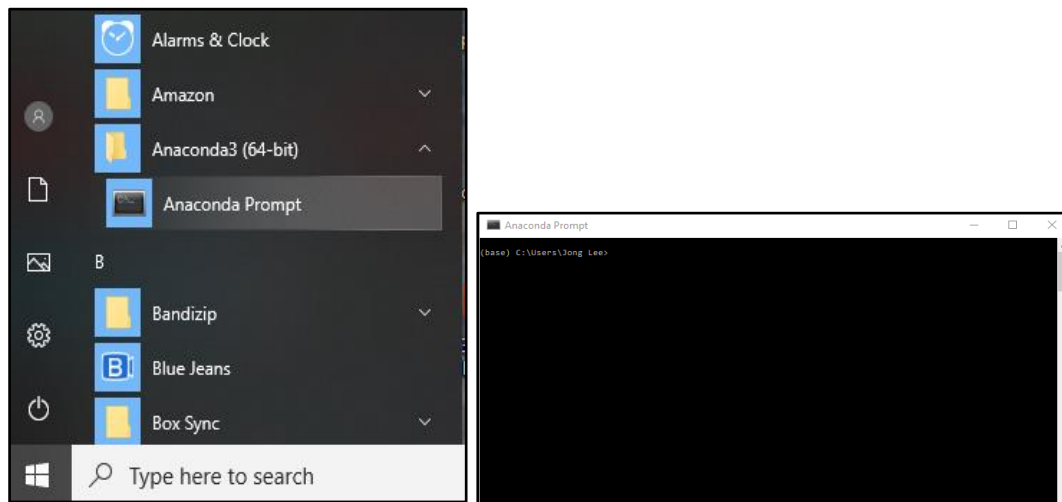 Alarms & Clock
Amazon
Anaconda3 (64-bit)
Anaconda Prompt
B
Bandizip
Blue Jeans
Box Sync
Type here to search
Anaconda Prompt
(base) C:\Users\Jong Lee>